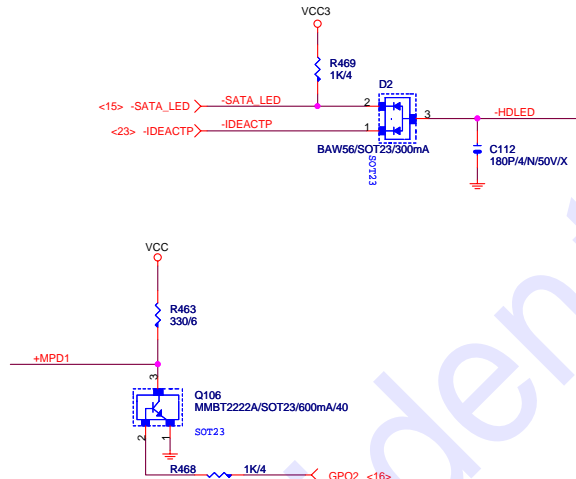 VCC3
R469
1K/4
D2
<15> -SATA_LED
-SATA_LED
2
3
-HDLED
<23> -IDEACTP
-IDEACTP
1
BAW56/SOT23/300mA
SOT23
C112
180P/4/N/50V/X
VCC
R463
330/6
+MPD1
3
Q106
MMBT2222A/SOT23/600mA/40
SOT23
2
1
R468
1K/4
GPO2 <16>